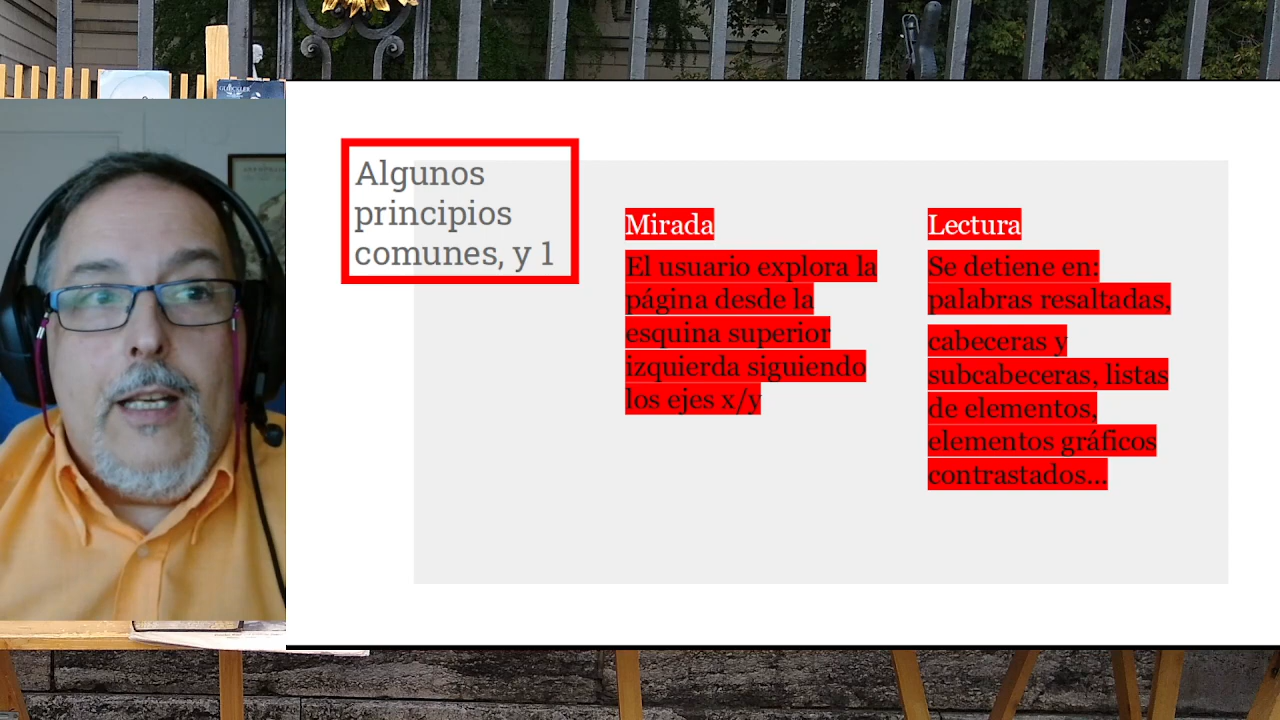 Algunos
principios
comunes, y 1
Mirada
El usuario explora la
página desde la
esquina superior
izquierda siguiendo
los ejes x/y
Lectura
Se detiene en:
palabras resaltadas,
cabeceras y
subcabeceras, listas
de elementos,
elementos gráficos
contrastados...